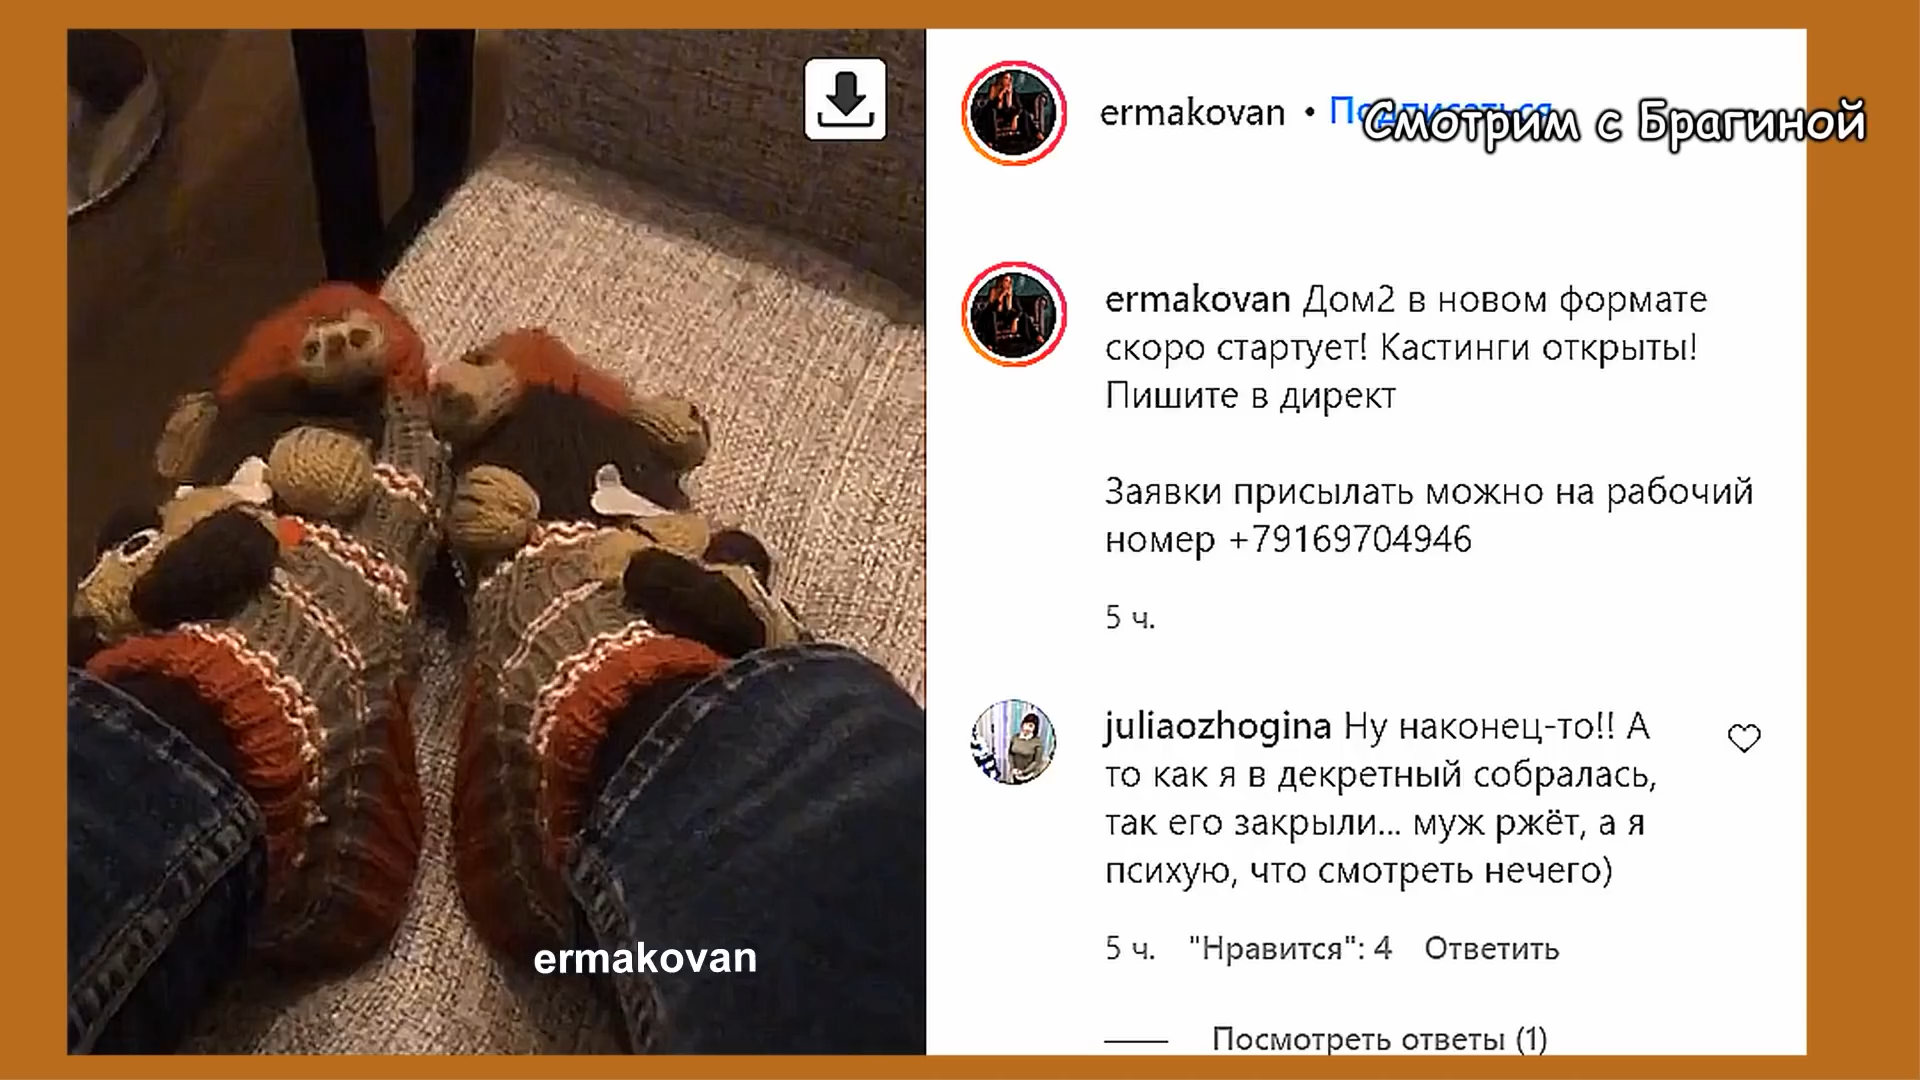 ermakovan • Подписаться
Смотрим с Брагиной
ermakovan Дом2 в новом формате
скоро стартует! Кастинги открыты!
Пишите в директ
Заявки присылать можно на рабочий
номер +79169704946
5 ч.
juliaozhogina Ну наконец-то!! А
то как я в декретный собралась,
так его закрыли... муж ржёт, а я
психую, что смотреть нечего)
5 ч. "Нравится": 4 Ответить
Посмотреть ответы (1)
ermakovan